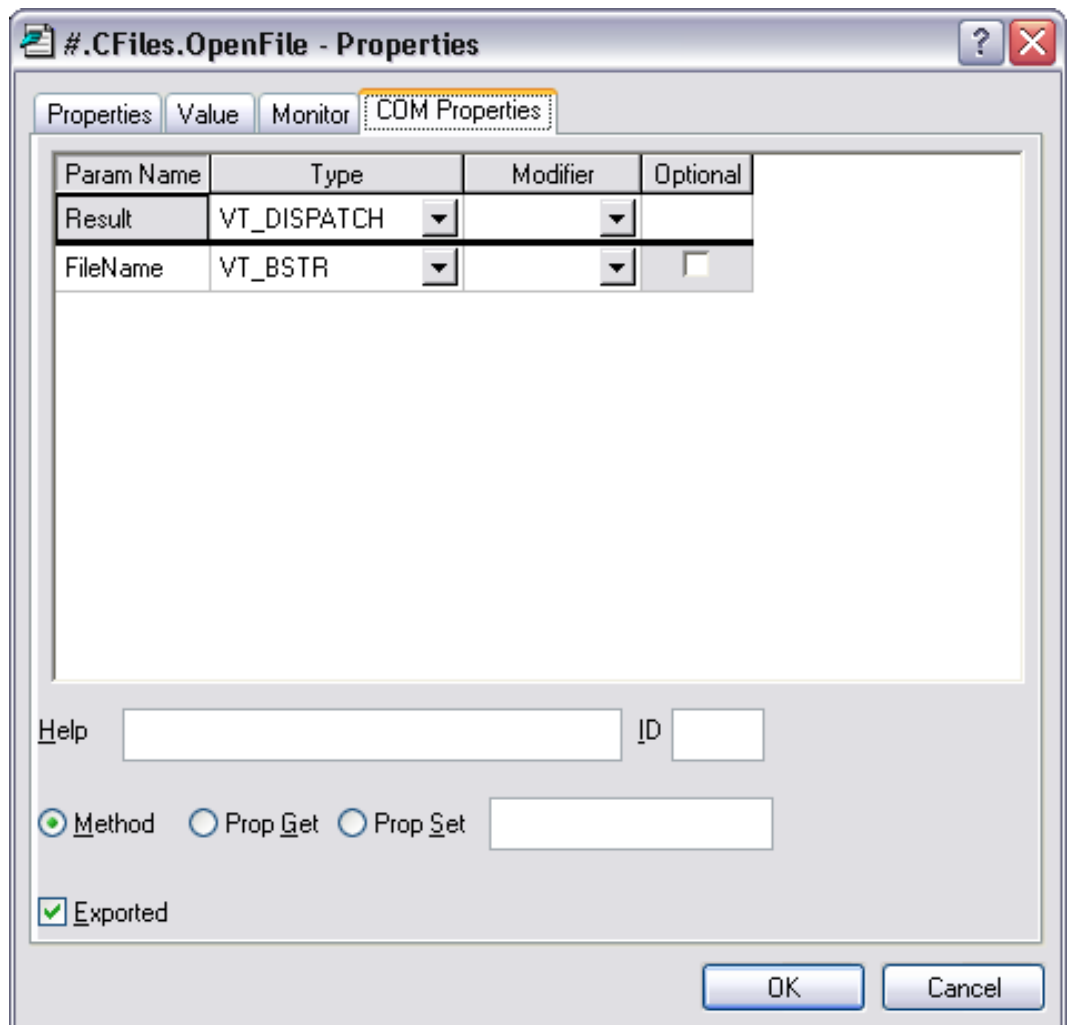 #.CFiles.OpenFile - Properties
Properties Value Monitor COM Properties
Param Name Type Modifier Optional
Result VT_DISPATCH
FileName VT_BSTR
Help ID
Method Prop Get Prop Set
Exported
OK Cancel